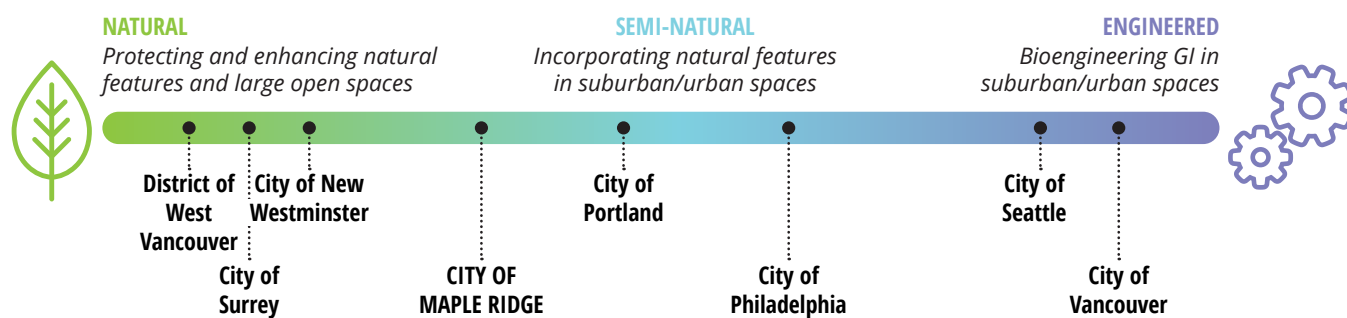 NATURAL
Protecting and enhancing natural
features and large open spaces
SEMI-NATURAL
Incorporating natural features
in suburban/urban spaces
ENGINEERED
Bioengineering GI in
suburban/urban spaces
District of
West
Vancouver
City of
Surrey
City of New
Westminster
CITY OF
MAPLE RIDGE
City of
Portland
City of
Philadelphia
City of
Seattle
City of
Vancouver